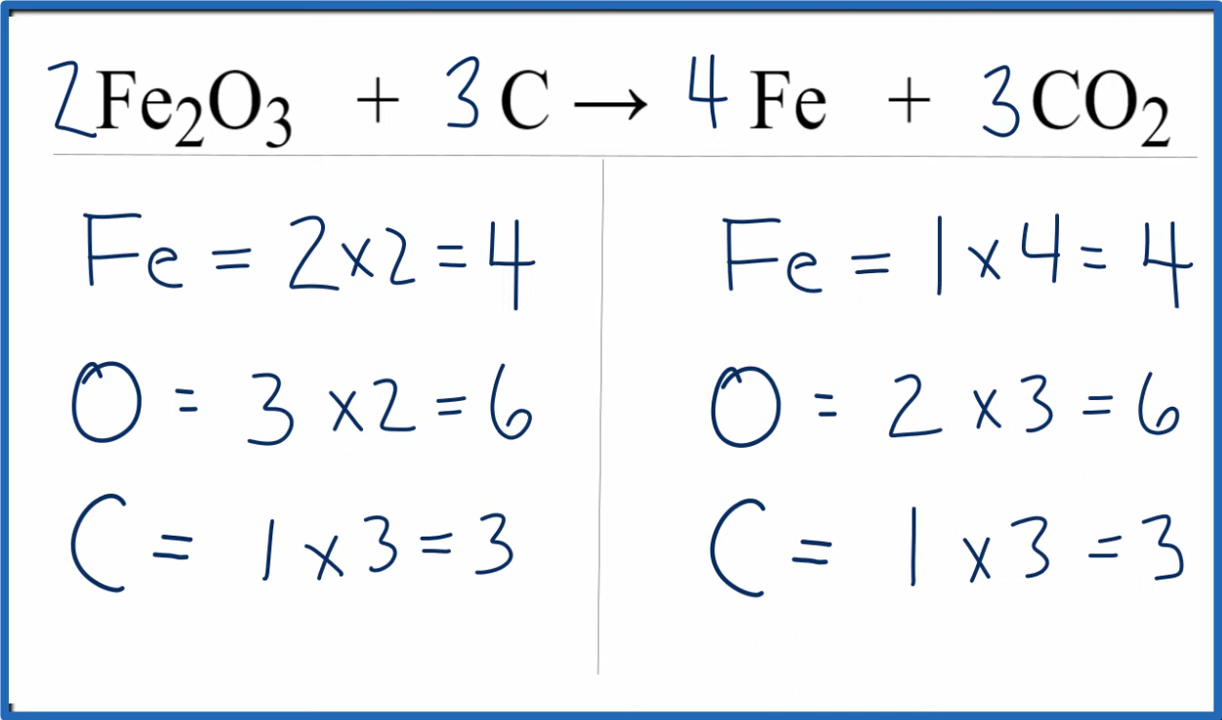 2Fe₂O₃ + 3C → 4Fe + 3CO₂
Fe = 2x2=4
Fe = 1x4=4
O = 3x2=6
O = 2x3=6
C = 1x3=3
C = 1x3=3